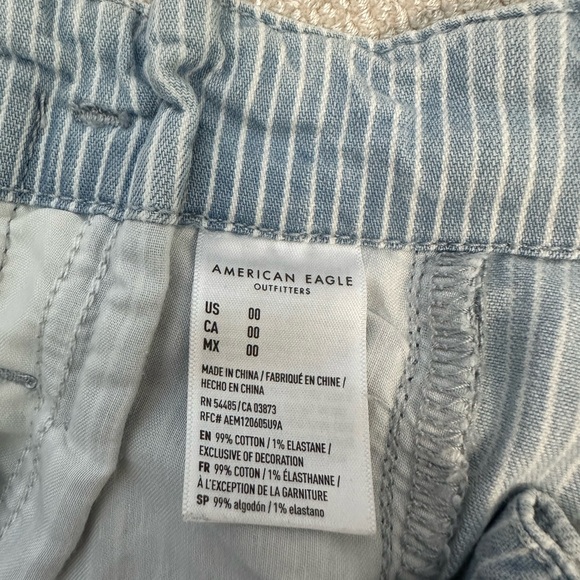 AMERICAN EAGLE
OUTFITTERS
US 00
CA 00
MX 00
MADE IN CHINA / FABRIQUÉ EN CHINE /
HECHO EN CHINA
RN 54485/CA 03873
RFC# AEM120605U9A
EN 99% COTTON / 1% ELASTANE /
EXCLUSIVE OF DECORATION
FR 99% COTON / 1% ÉLASTHANNE /
À L'EXCEPTION DE LA GARNITURE
SP 99% algodón / 1% elastano